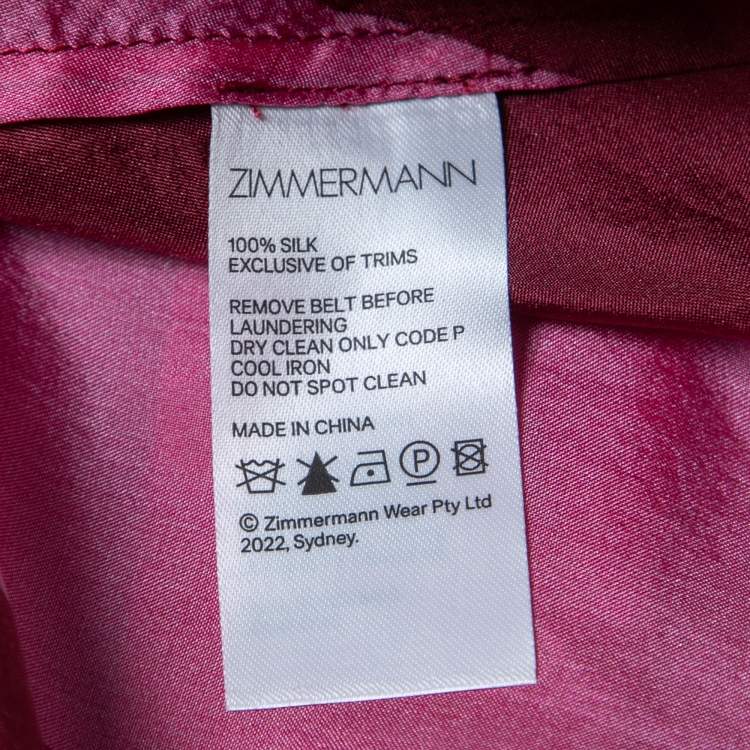 ZIMMERMANN
100% SILK
EXCLUSIVE OF TRIMS
REMOVE BELT BEFORE
LAUNDERING
DRY CLEAN ONLY CODE P
COOL IRON
DO NOT SPOT CLEAN
MADE IN CHINA
P
© Zimmermann Wear Pty Ltd
2022, Sydney.